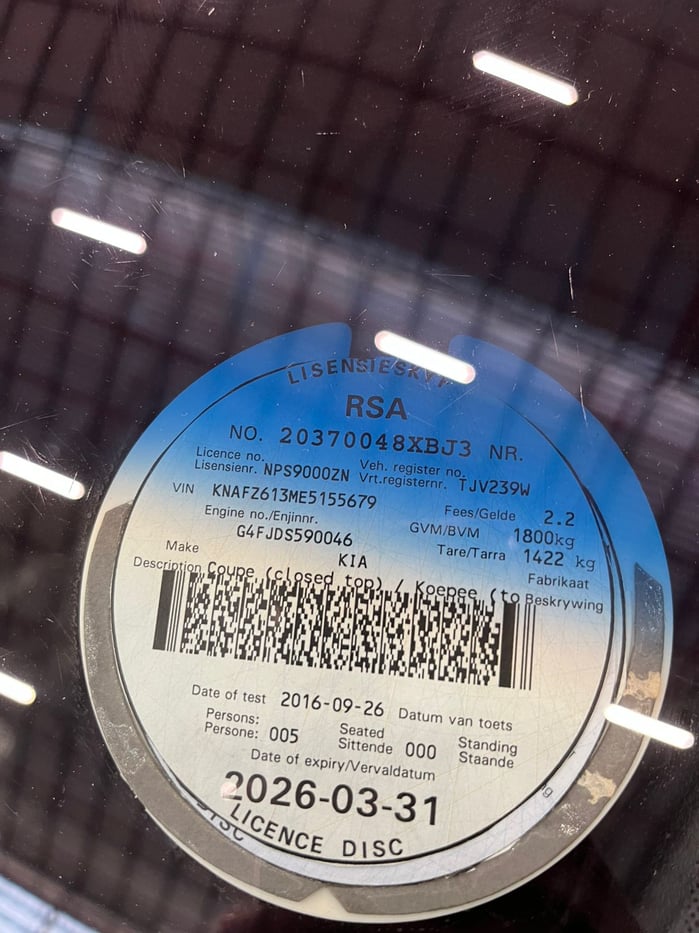 LISENSIESKYF
RSA
NO. 20370048XBJ3 NR.
Licence no. Veh. register no.
Lisensienr. NPS9000ZN Vrt.registernr. TJV239W
VIN KNAFZ613ME5155679 Fees/Gelde 2.2
Engine no./Enjinnr. GVM/BVM 1800kg
G4FJDS590046 Tare/Tarra 1422 kg
Make KIA Fabrikaat
Description Coupe (closed top) / Koepee (to Beskrywing
Date of test 2016-09-26 Datum van toets
Persons: Seated Standing
Persone: 005 Sittende 000 Staande
Date of expiry/Vervaldatum
2026-03-31
LICENCE DISC
DISC